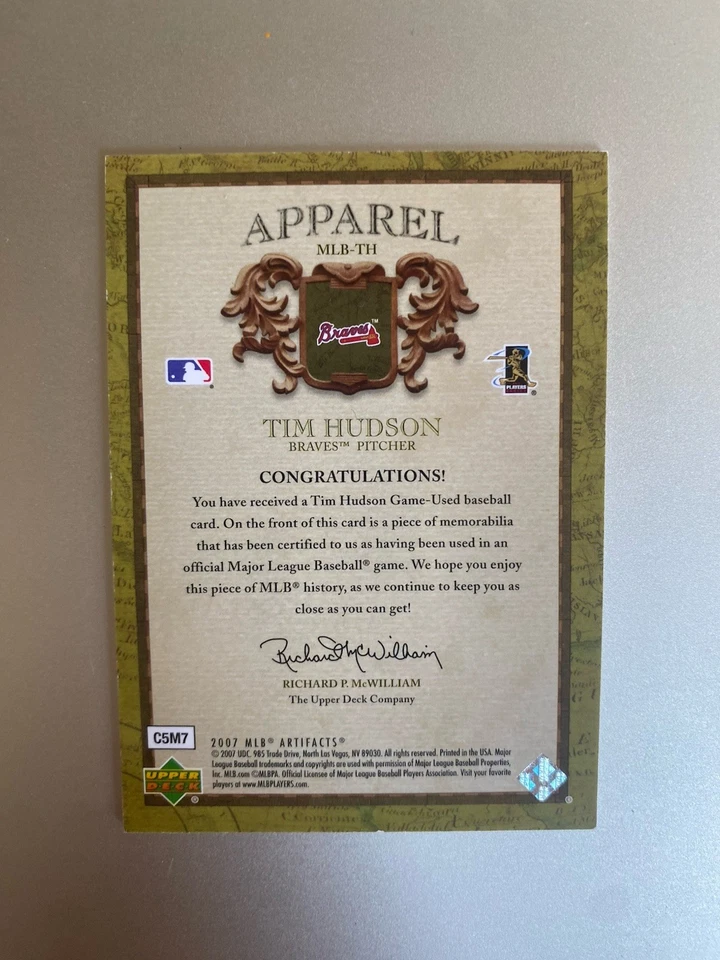 APPAREL
MLB-TH
Braves™
TIM HUDSON
BRAVES™ PITCHER
CONGRATULATIONS!
You have received a Tim Hudson Game-Used baseball
card. On the front of this card is a piece of memorabilia
that has been certified to us as having been used in an
official Major League Baseball® game. We hope you enjoy
this piece of MLB® history, as we continue to keep you as
close as you can get!
Richard P. McWilliam
RICHARD P. McWILLIAM
The Upper Deck Company
C5M7
2007 MLB® ARTIFACTS®
© 2007 UDC. 985 Trade Drive, North Las Vegas, NV 89030. All rights reserved. Printed in the USA. Major
League Baseball trademarks and copyrights are used with permission of Major League Baseball Properties,
Inc. MLB.com ©MLBPA. Official Licensee of Major League Baseball Players Association. Visit your favorite
players at www.MLBPLAYERS.com.
UPPER
DECK
®
PLAYERS